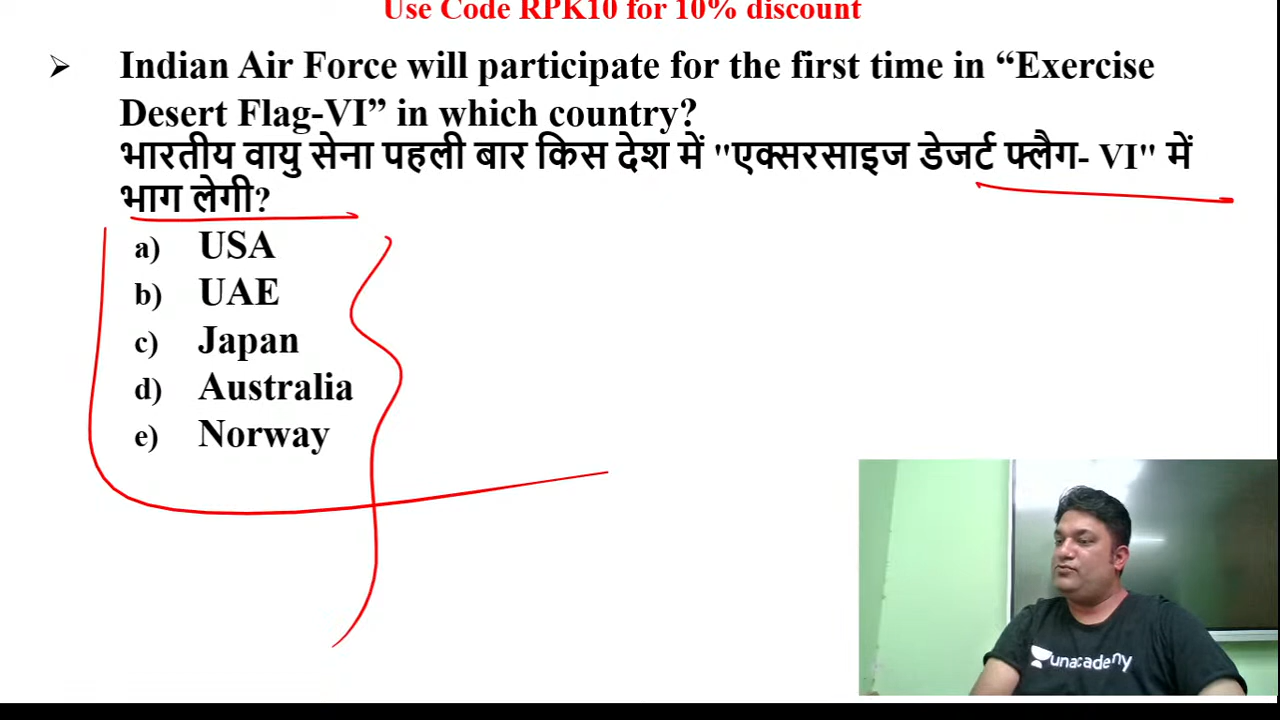 Use Code RPK10 for 10% discount
➢ Indian Air Force will participate for the first time in “Exercise
Desert Flag-VI” in which country?
भारतीय वायु सेना पहली बार किस देश में "एक्सरसाइज डेजर्ट फ्लैग- VI" में
भाग लेगी?
a) USA
b) UAE
c) Japan
d) Australia
e) Norway
unacademy